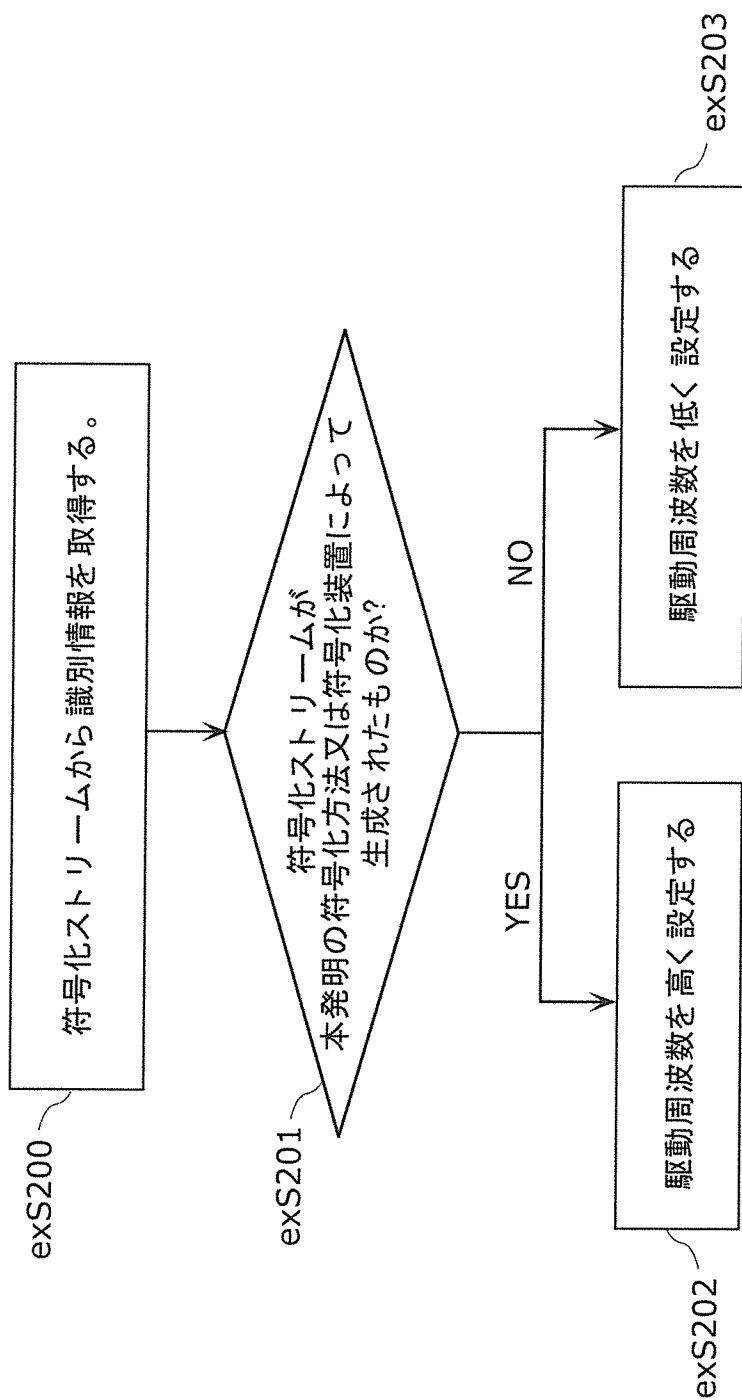 exS200
符号化ストリームから識別情報を取得する。
exS201
符号化ストリームが
本発明の符号化方法又は符号化装置によって
生成されたものか?
YES
NO
exS202
駆動周波数を高く設定する
駆動周波数を低く設定する
exS203